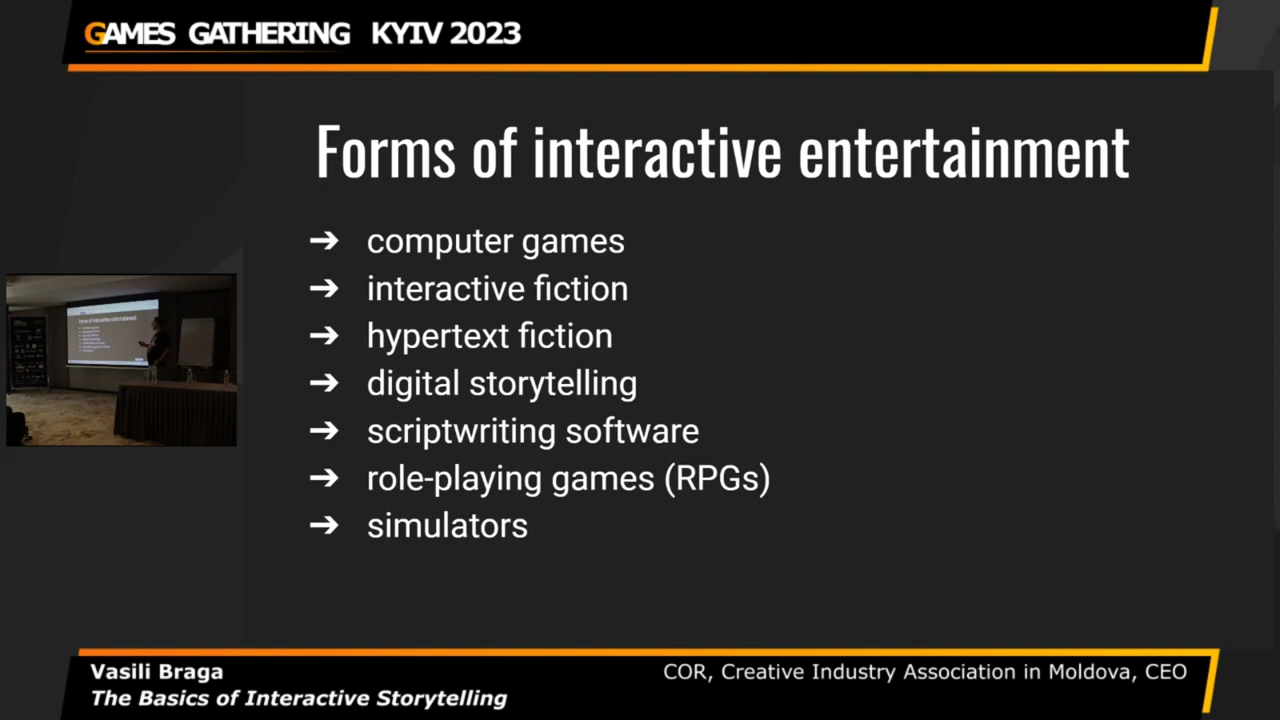 GAMES GATHERING KYIV 2023
Forms of interactive entertainment
➔ computer games
➔ interactive fiction
➔ hypertext fiction
➔ digital storytelling
➔ scriptwriting software
➔ role-playing games (RPGs)
➔ simulators
Vasili Braga
COR, Creative Industry Association in Moldova, CEO
The Basics of Interactive Storytelling